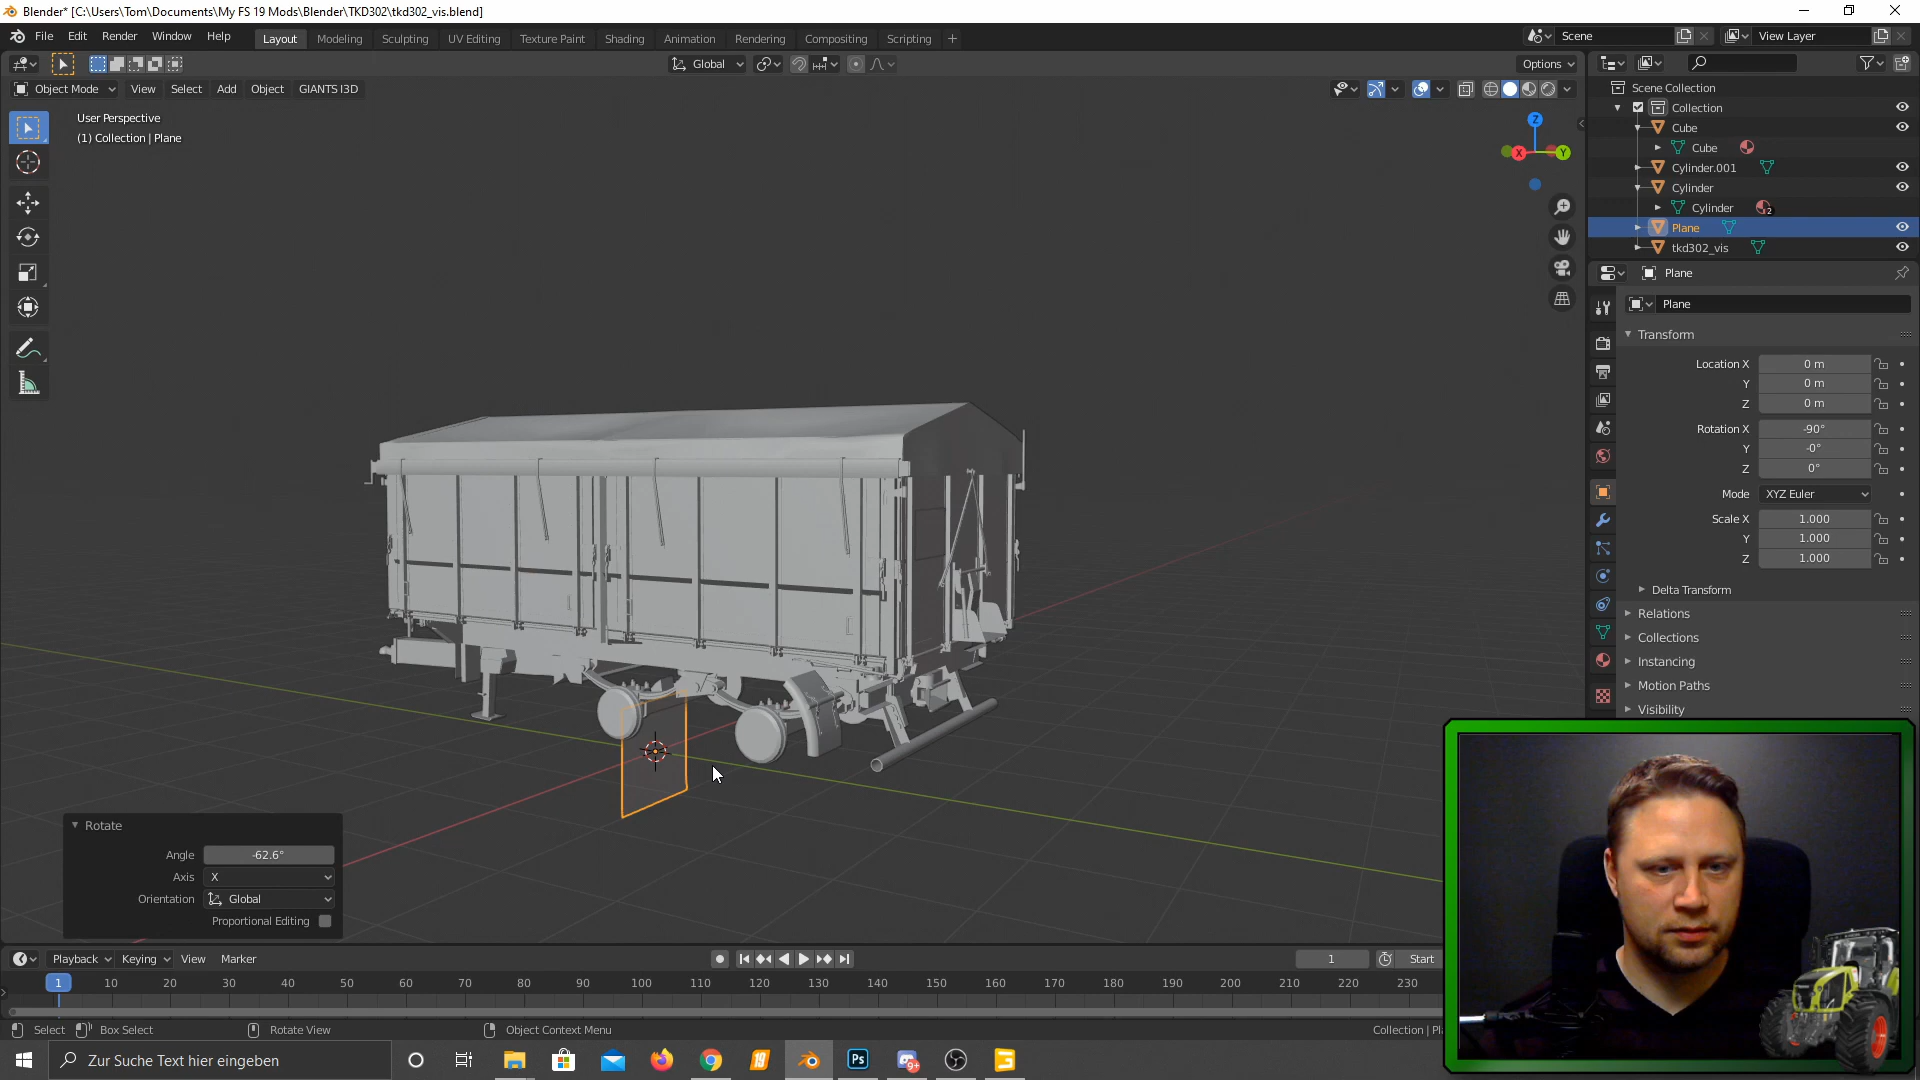 Blender* [C:\Users\Tom\Documents\My FS 19 Mods\Blender\TKD302\tkd302_vis.blend]
File Edit Render Window Help
Layout Modeling Sculpting UV Editing Texture Paint Shading Animation Rendering Compositing Scripting +
Scene View Layer
Global Options
Object Mode View Select Add Object GIANTS I3D
User Perspective
(1) Collection | Plane
Z
X Y
Scene Collection
Collection
Cube
Cube
Cylinder.001
Cylinder
Cylinder 2
Plane
tkd302_vis
Plane
Plane
Transform
Location X 0 m
Y 0 m
Z 0 m
Rotation X -90°
Y -0°
Z 0°
Mode XYZ Euler
Scale X 1.000
Y 1.000
Z 1.000
Delta Transform
Relations
Collections
Instancing
Motion Paths
Visibility
Rotate
Angle -62.6°
Axis X
Orientation Global
Proportional Editing
Playback Keying View Marker 1 Start
1 10 20 30 40 50 60 70 80 90 100 110 120 130 140 150 160 170 180 190 200 210 220 230
Select Box Select Rotate View Object Context Menu Collection |
Zur Suche Text hier eingeben
19 Ps 9+